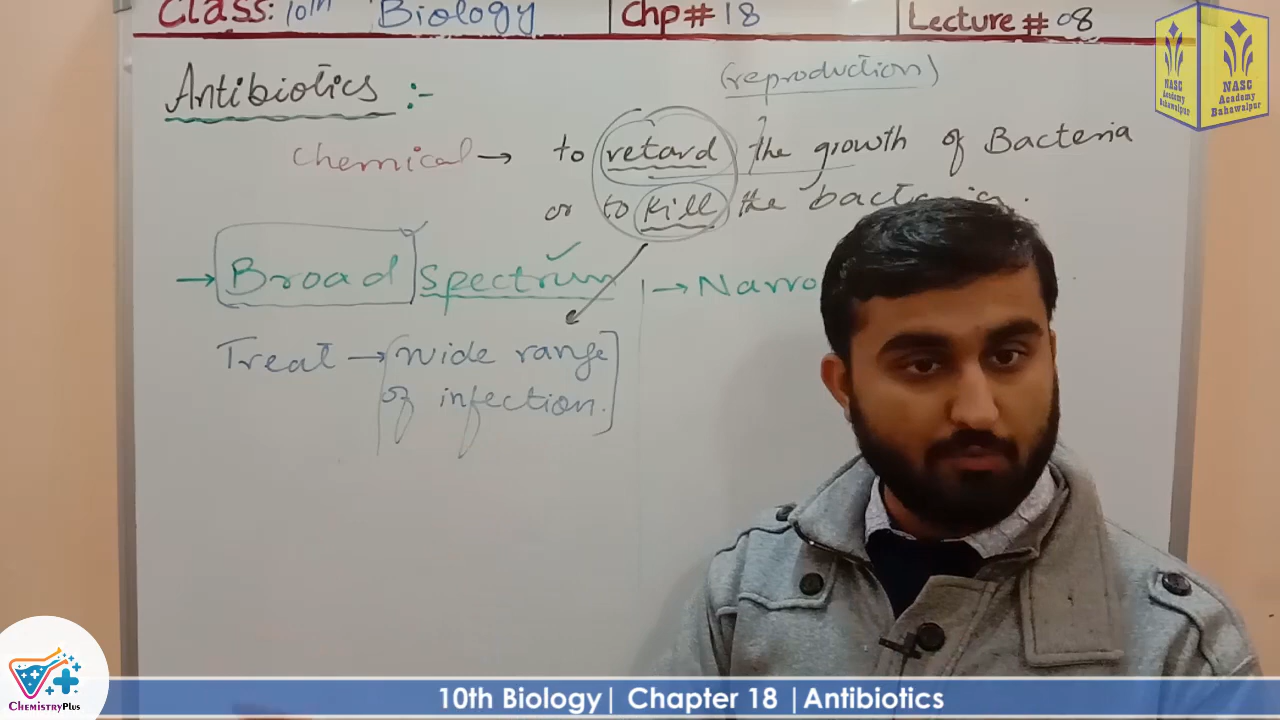 Class: 10th Biology | Chp # 18 | Lecture # 08
Antibiotics :-
(reproduction)
Chemical → to retard the growth of Bacteria
or to kill the bacteria.
→ Broad Spectrum | → Narro
Treat → wide range
of infection.
NASC Academy Bahawalpur
NASC Academy Bahawalpur
ChemistryPlus
10th Biology| Chapter 18 |Antibiotics